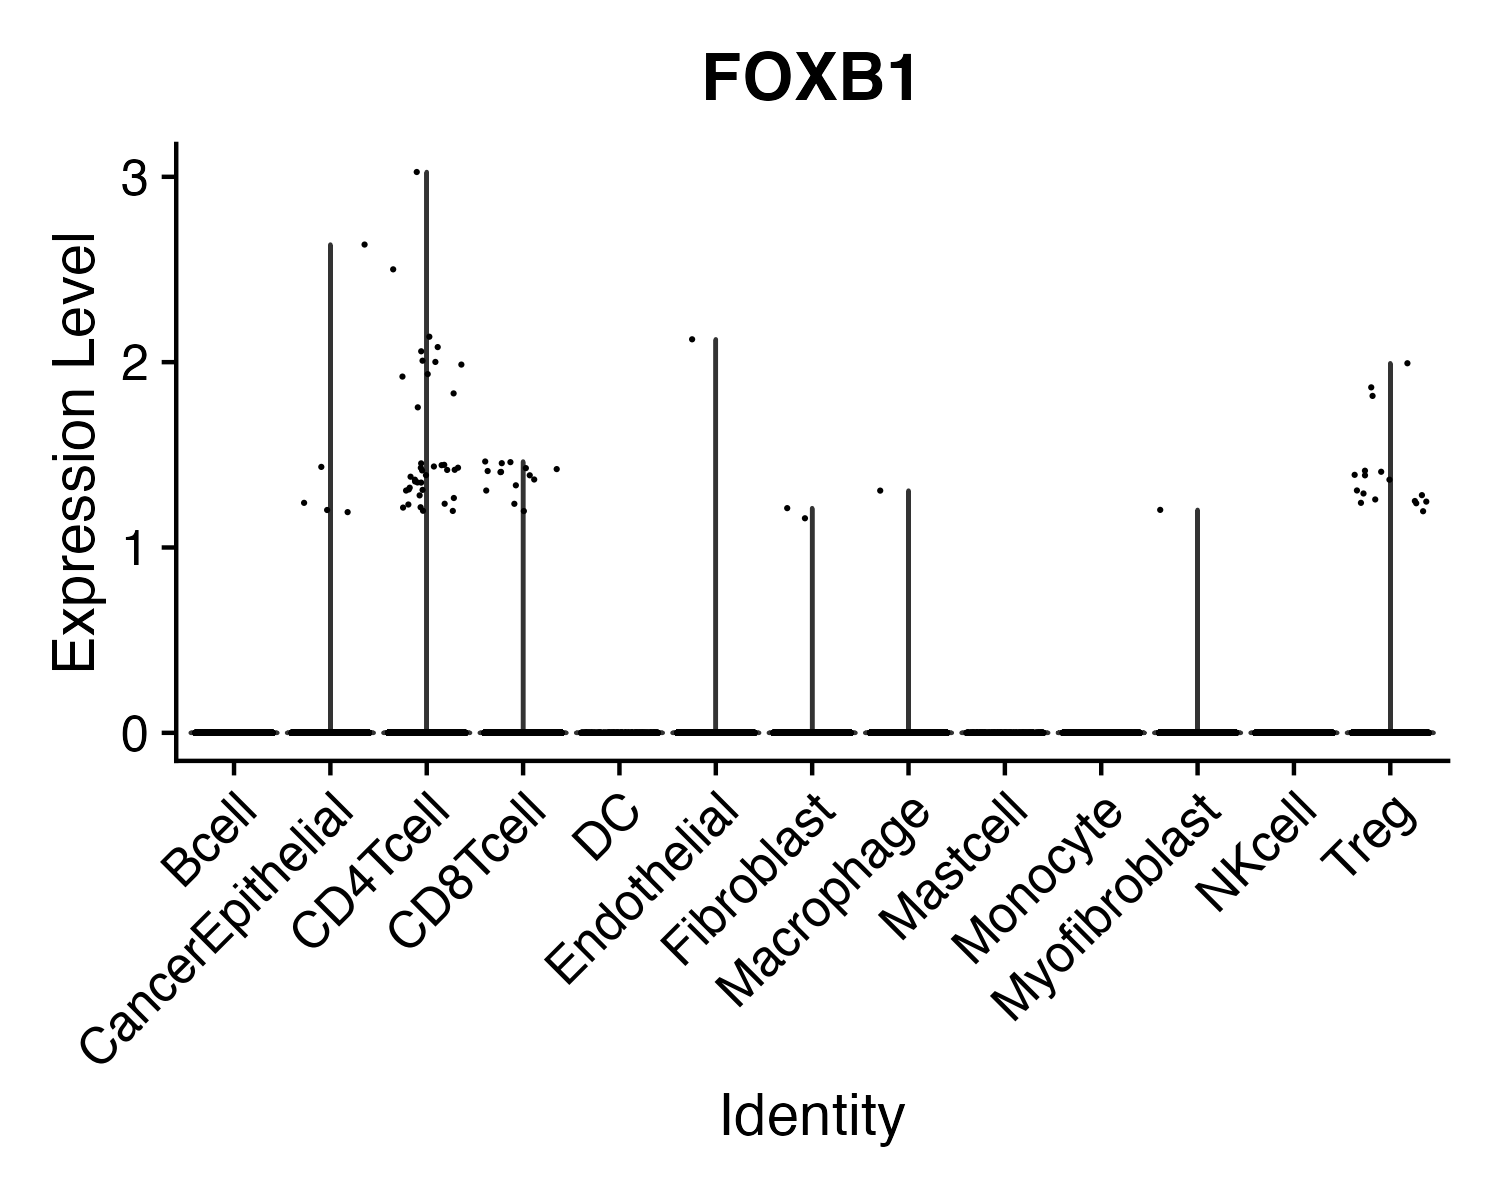 FOXB1
Expression Level
3
2
1
0
Bcell
CancerEpithelial
CD4Tcell
CD8Tcell
DC
Endothelial
Fibroblast
Macrophage
Mastcell
Monocyte
Myofibroblast
NKcell
Treg
Identity